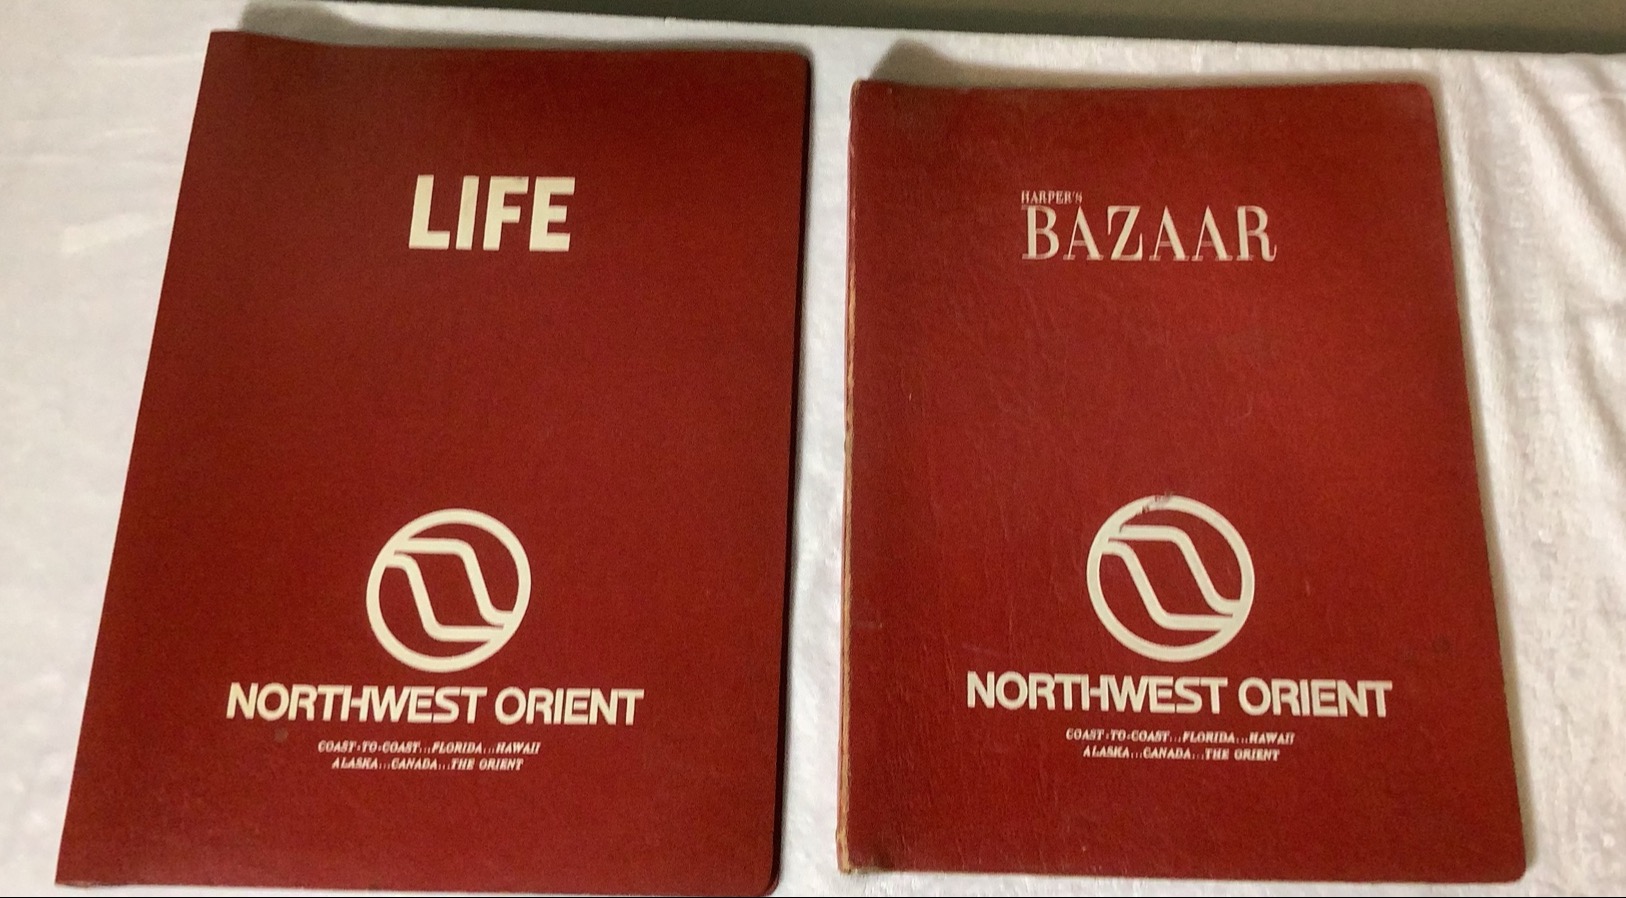 LIFE
NORTHWEST ORIENT
COAST-TO-COAST...FLORIDA...HAWAII
ALASKA...CANADA...THE ORIENT
HARPER'S
BAZAAR
NORTHWEST ORIENT
COAST-TO-COAST...FLORIDA...HAWAII
ALASKA...CANADA...THE ORIENT